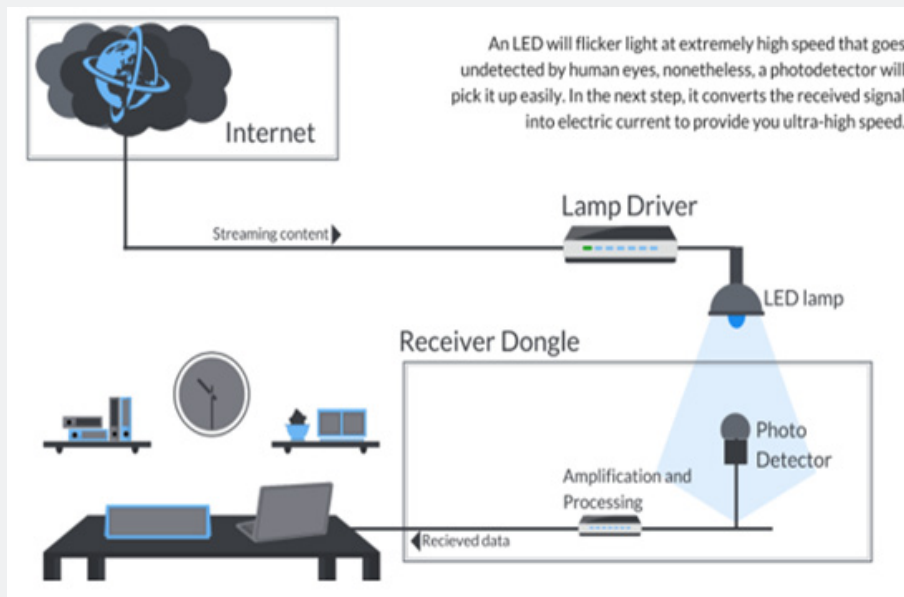 An LED will flicker light at extremely high speed that goes
undetected by human eyes, nonetheless, a photodetector will
pick it up easily. In the next step, it converts the received signal
into electric current to provide you ultra-high speed.
Internet
Lamp Driver
Streaming content
LED lamp
Receiver Dongle
Photo
Detector
Amplification and
Processing
Recieved data